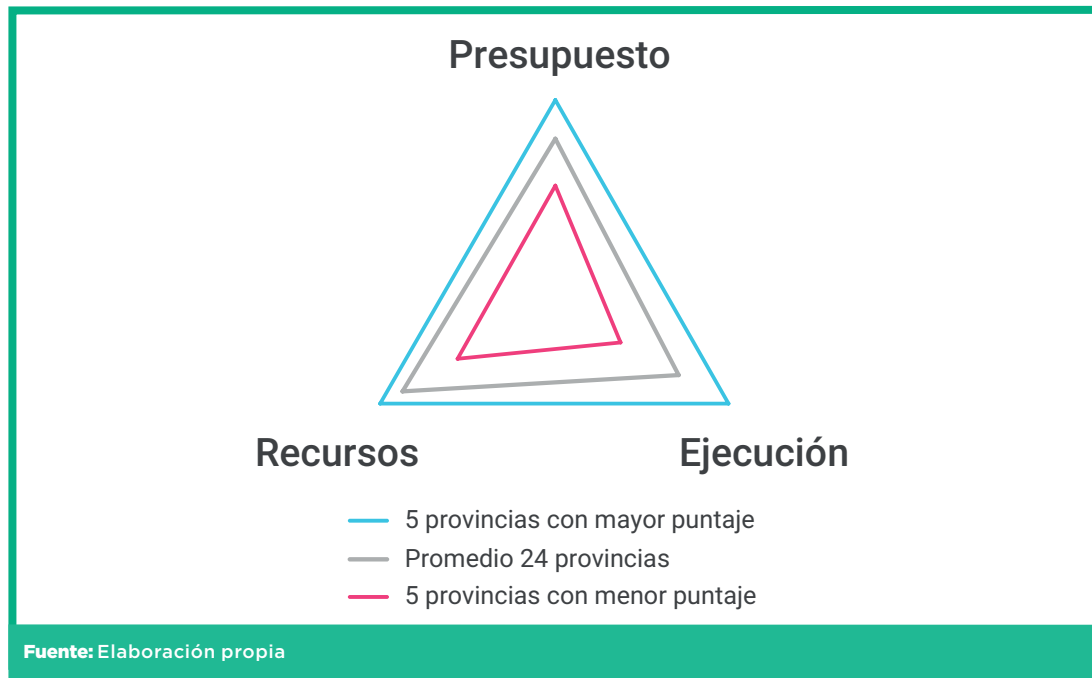 Presupuesto
Recursos
Ejecución
5 provincias con mayor puntaje
Promedio 24 provincias
5 provincias con menor puntaje
Fuente: Elaboración propia